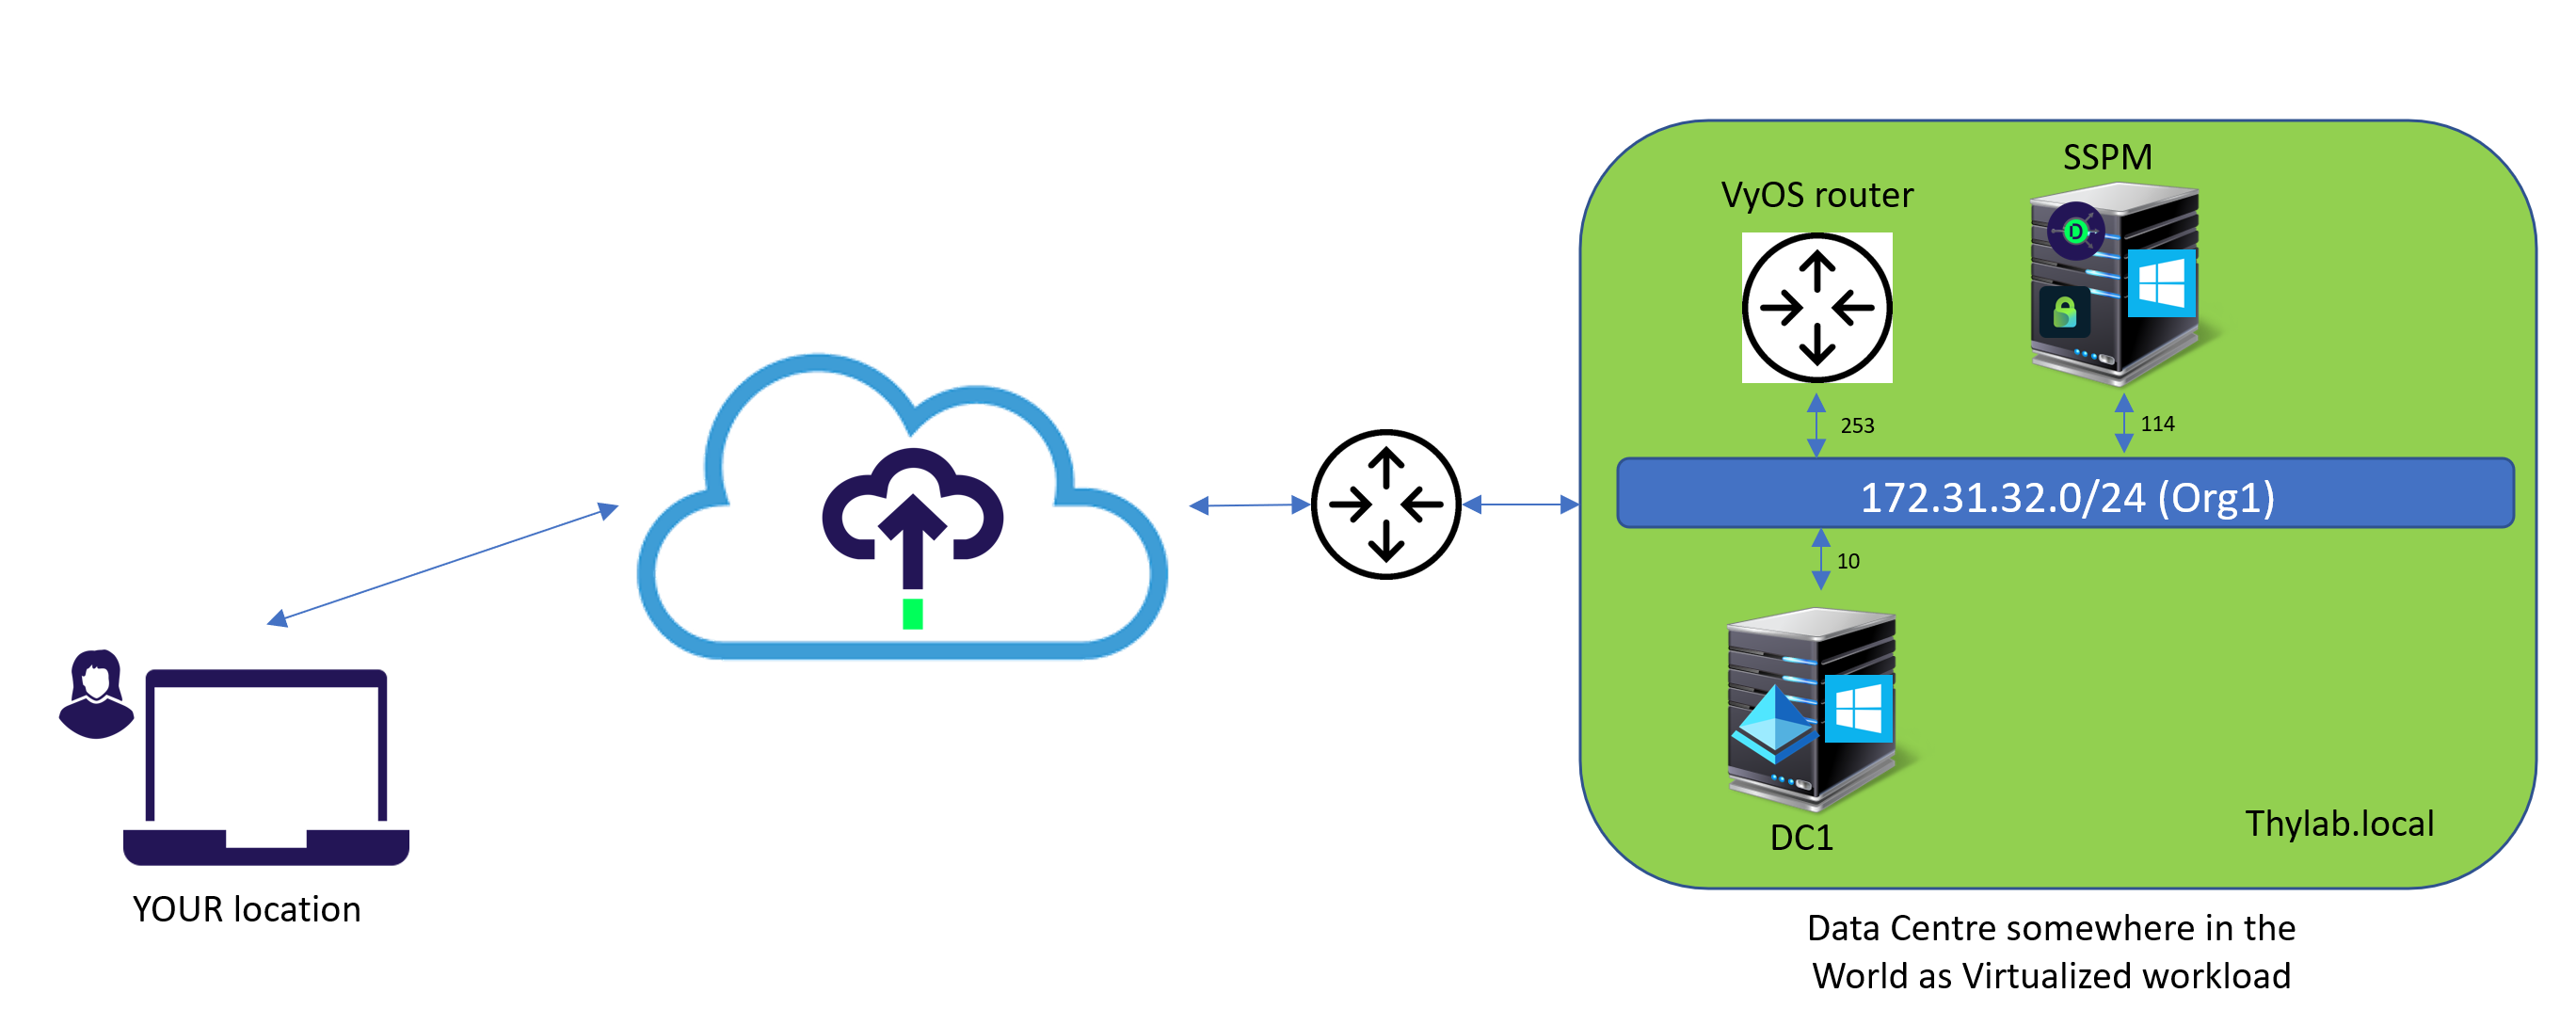 SSPM
VyOS router
D
253
114
172.31.32.0/24 (Org1)
10
DC1
Thylab.local
YOUR location
Data Centre somewhere in the
World as Virtualized workload